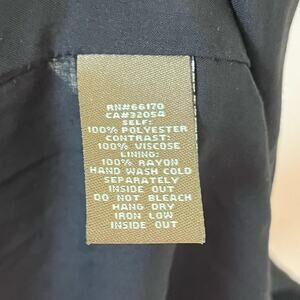 RN#66170
CA#32054
SELF:
100% POLYESTER
CONTRAST:
100% VISCOSE
LINING:
100% RAYON
HAND WASH COLD
SEPARATELY
INSIDE OUT
DO NOT BLEACH
HANG DRY
IRON LOW
INSIDE OUT